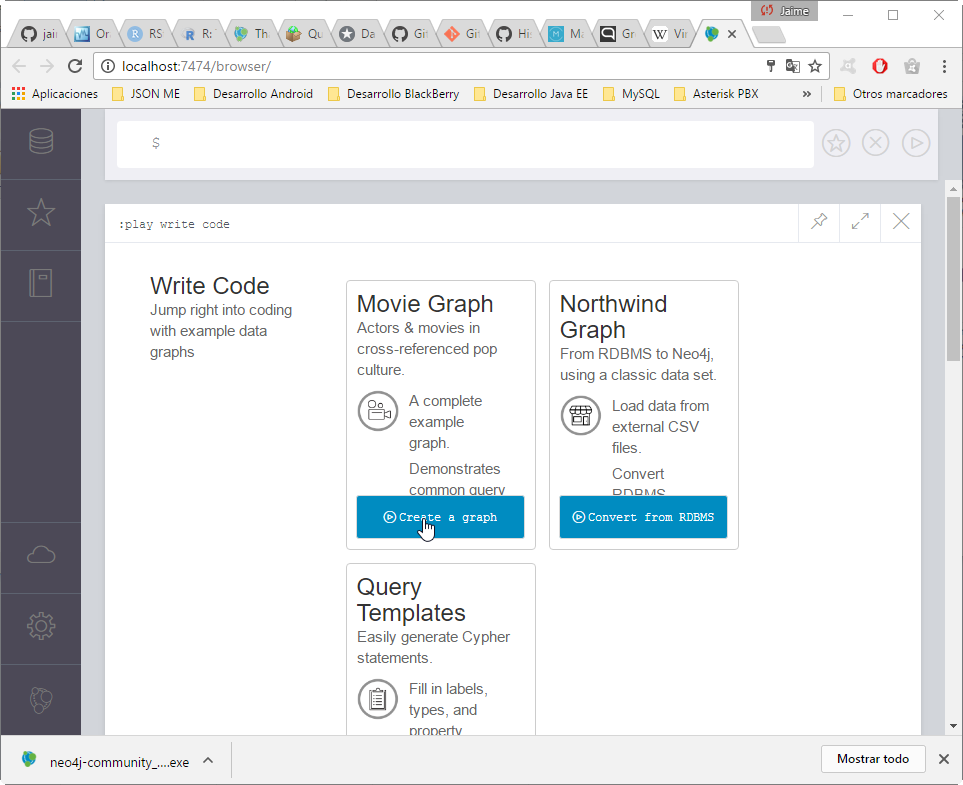 Jaime
jai
Or
RS
R:
Th
Qu
Da
Git
Git
His
Ma
Gr
Vir
localhost:7474/browser/
Aplicaciones
JSON ME
Desarrollo Android
Desarrollo BlackBerry
Desarrollo Java EE
MySQL
Asterisk PBX
»
Otros marcadores
$
:play write code
Write Code
Jump right into coding
with example data
graphs
Movie Graph
Actors & movies in
cross-referenced pop
culture.
A complete
example
graph.
Demonstrates
common query
Create a graph
Northwind
Graph
From RDBMS to Neo4j,
using a classic data set.
Load data from
external CSV
files.
Convert
RDBMS
Convert from RDBMS
Query
Templates
Easily generate Cypher
statements.
Fill in labels,
types, and
property
neo4j-community_....exe
Mostrar todo